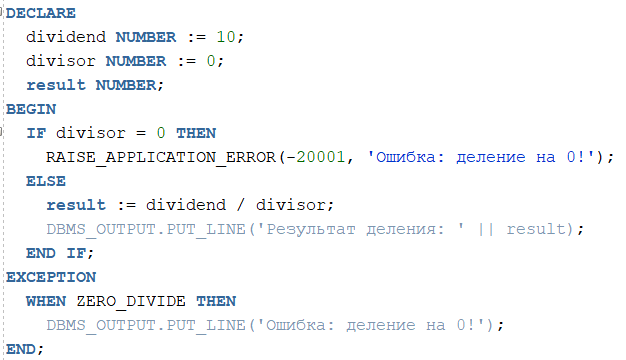 DECLARE
dividend NUMBER := 10;
divisor NUMBER := 0;
result NUMBER;
BEGIN
IF divisor = 0 THEN
RAISE_APPLICATION_ERROR(-20001, 'Ошибка: деление на 0!');
ELSE
result := dividend / divisor;
DBMS_OUTPUT.PUT_LINE('Результат деления: ' || result);
END IF;
EXCEPTION
WHEN ZERO_DIVIDE THEN
DBMS_OUTPUT.PUT_LINE('Ошибка: деление на 0!');
END;